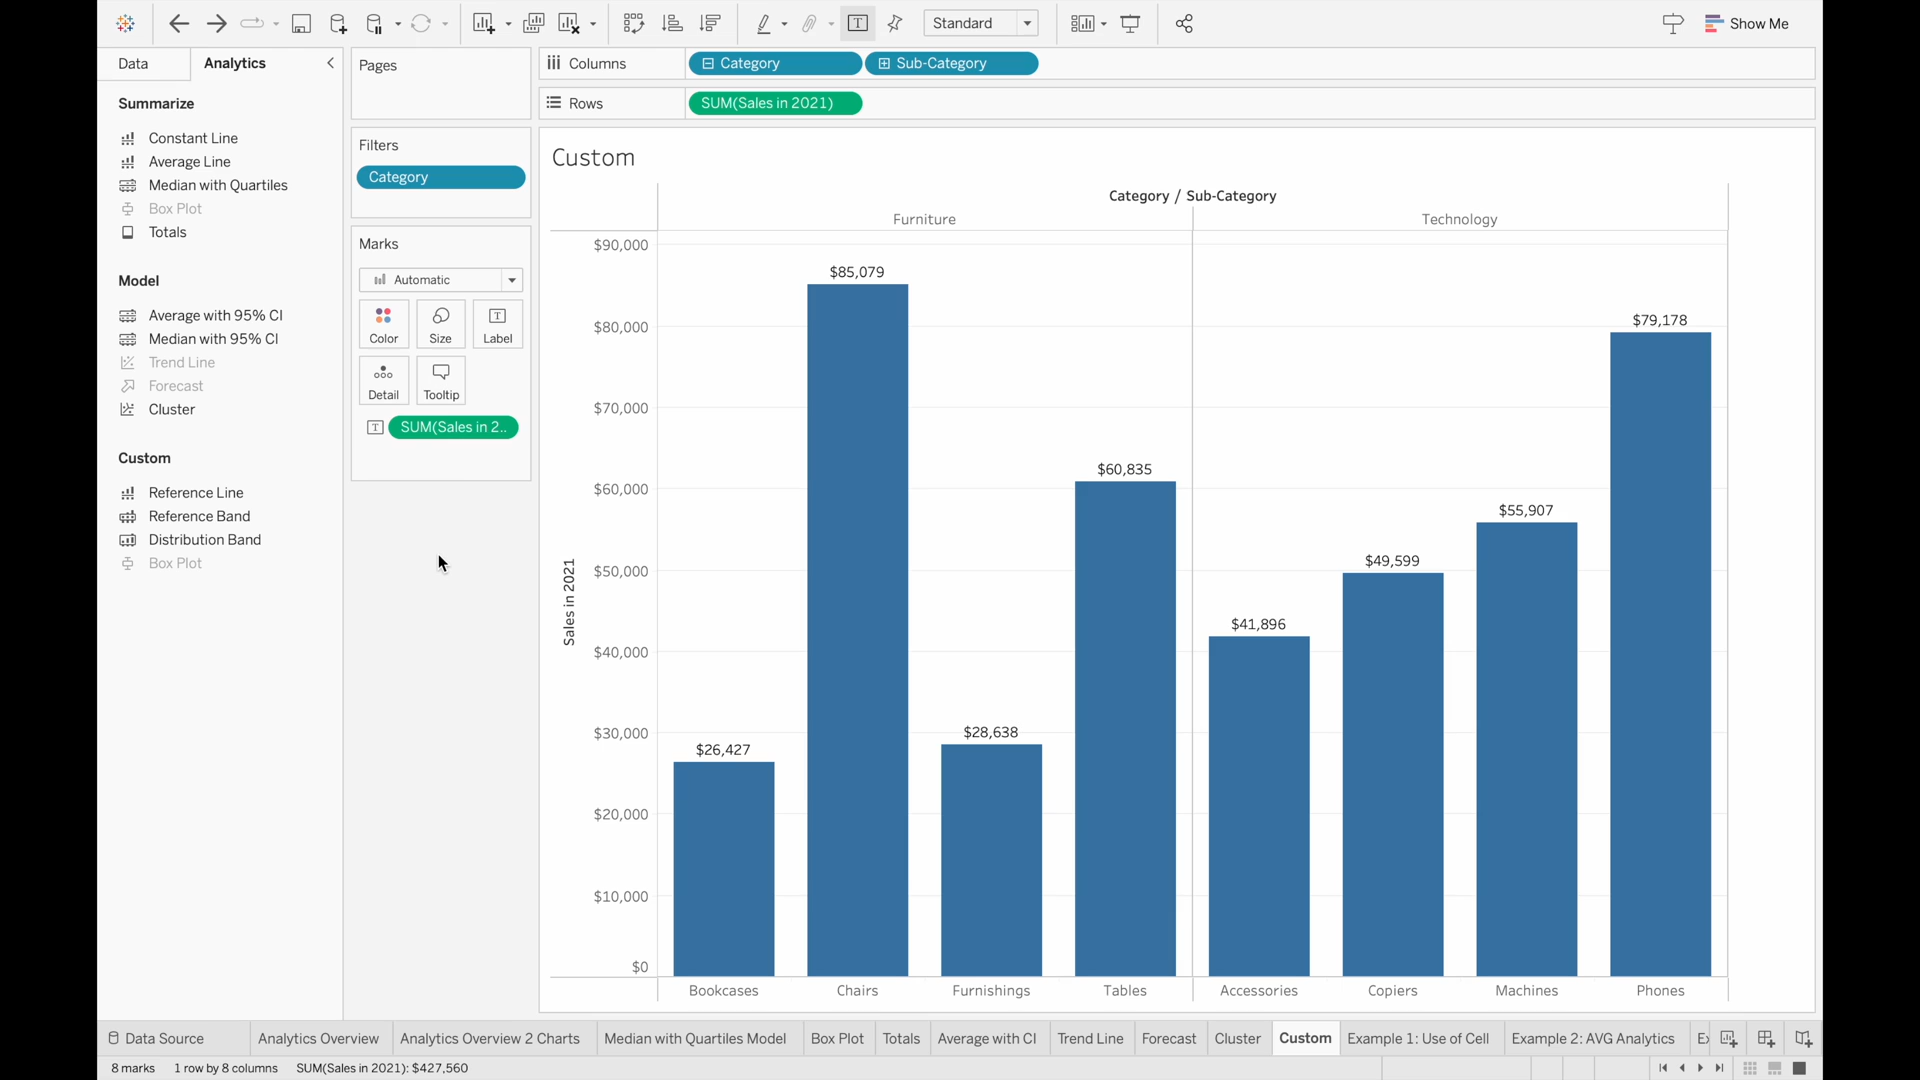 Standard
Show Me
Data
Analytics
Pages
Columns
Category
Sub-Category
Rows
SUM(Sales in 2021)
Summarize
Constant Line
Average Line
Median with Quartiles
Box Plot
Totals
Model
Average with 95% CI
Median with 95% CI
Trend Line
Forecast
Cluster
Custom
Reference Line
Reference Band
Distribution Band
Box Plot
Filters
Category
Marks
Automatic
Color
Size
Label
Detail
Tooltip
SUM(Sales in 2..
Custom
Category / Sub-Category
Furniture
Technology
Sales in 2021
$90,000
$80,000
$70,000
$60,000
$50,000
$40,000
$30,000
$20,000
$10,000
$0
$26,427
$85,079
$28,638
$60,835
$41,896
$49,599
$55,907
$79,178
Bookcases
Chairs
Furnishings
Tables
Accessories
Copiers
Machines
Phones
Data Source
Analytics Overview
Analytics Overview 2 Charts
Median with Quartiles Model
Box Plot
Totals
Average with CI
Trend Line
Forecast
Cluster
Custom
Example 1: Use of Cell
Example 2: AVG Analytics
8 marks
1 row by 8 columns
SUM(Sales in 2021): $427,560